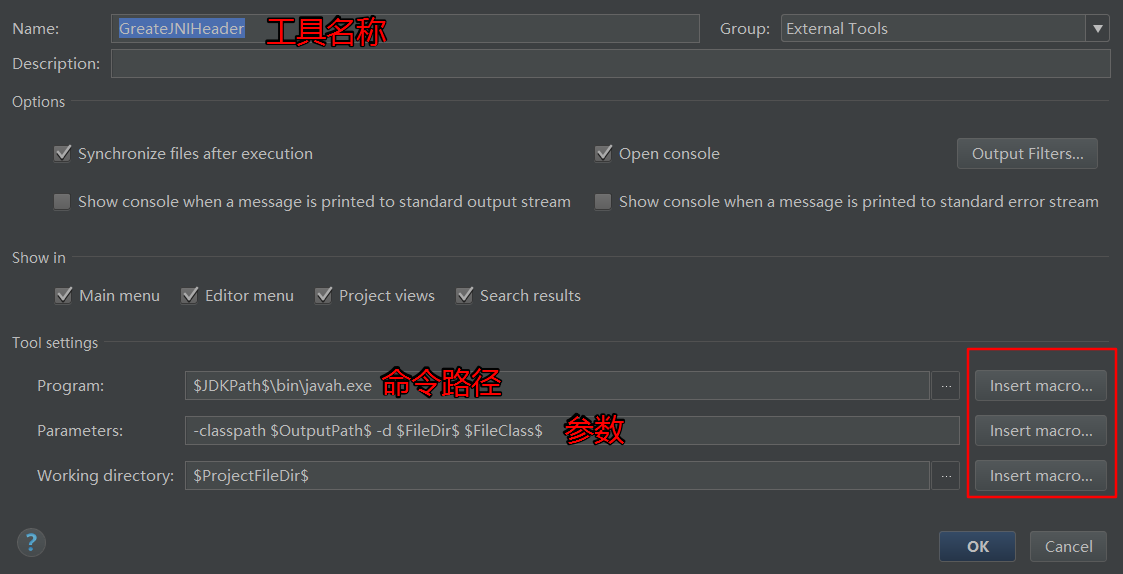 Name: GreateJNIHeader 工具名称 Group: External Tools
Description:
Options
Synchronize files after execution Open console Output Filters...
Show console when a message is printed to standard output stream Show console when a message is printed to standard error stream
Show in
Main menu Editor menu Project views Search results
Tool settings
Program: $JDKPath$\bin\javah.exe 命令路径 ... Insert macro...
Parameters: -classpath $OutputPath$ -d $FileDir$ $FileClass$ 参数 Insert macro...
Working directory: $ProjectFileDir$ ... Insert macro...
? OK Cancel